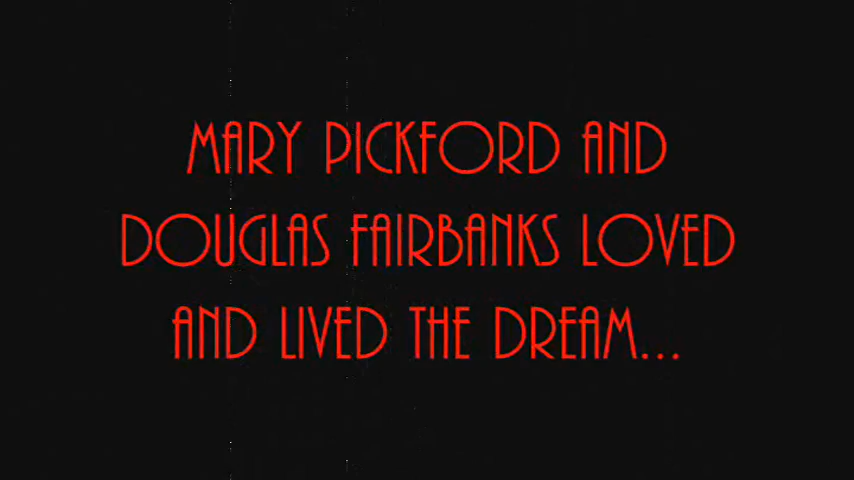 MARY PICKFORD AND
DOUGLAS FAIRBANKS LOVED
AND LIVED THE DREAM...